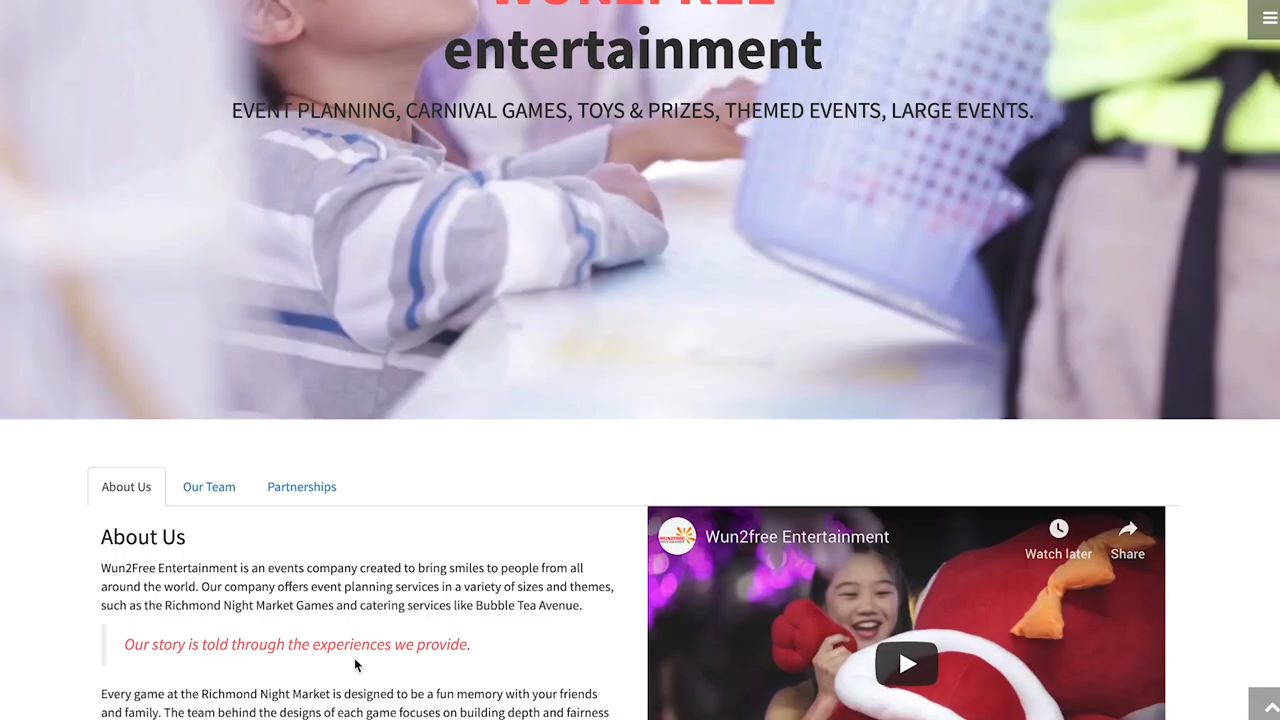 WUN2FREE
entertainment
EVENT PLANNING, CARNIVAL GAMES, TOYS & PRIZES, THEMED EVENTS, LARGE EVENTS.
About Us
Our Team
Partnerships
About Us
Wun2Free Entertainment is an events company created to bring smiles to people from all
around the world. Our company offers event planning services in a variety of sizes and themes,
such as the Richmond Night Market Games and catering services like Bubble Tea Avenue.
Our story is told through the experiences we provide.
Every game at the Richmond Night Market is designed to be a fun memory with your friends
and family. The team behind the designs of each game focuses on building depth and fairness
WUN2FREE
Wun2free Entertainment
Watch later
Share